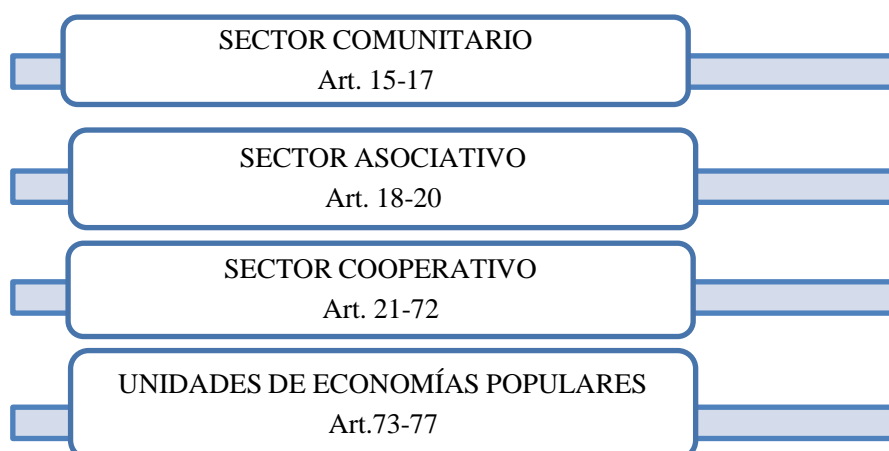 SECTOR COMUNITARIO
Art. 15-17
SECTOR ASOCIATIVO
Art. 18-20
SECTOR COOPERATIVO
Art. 21-72
UNIDADES DE ECONOMÍAS POPULARES
Art.73-77